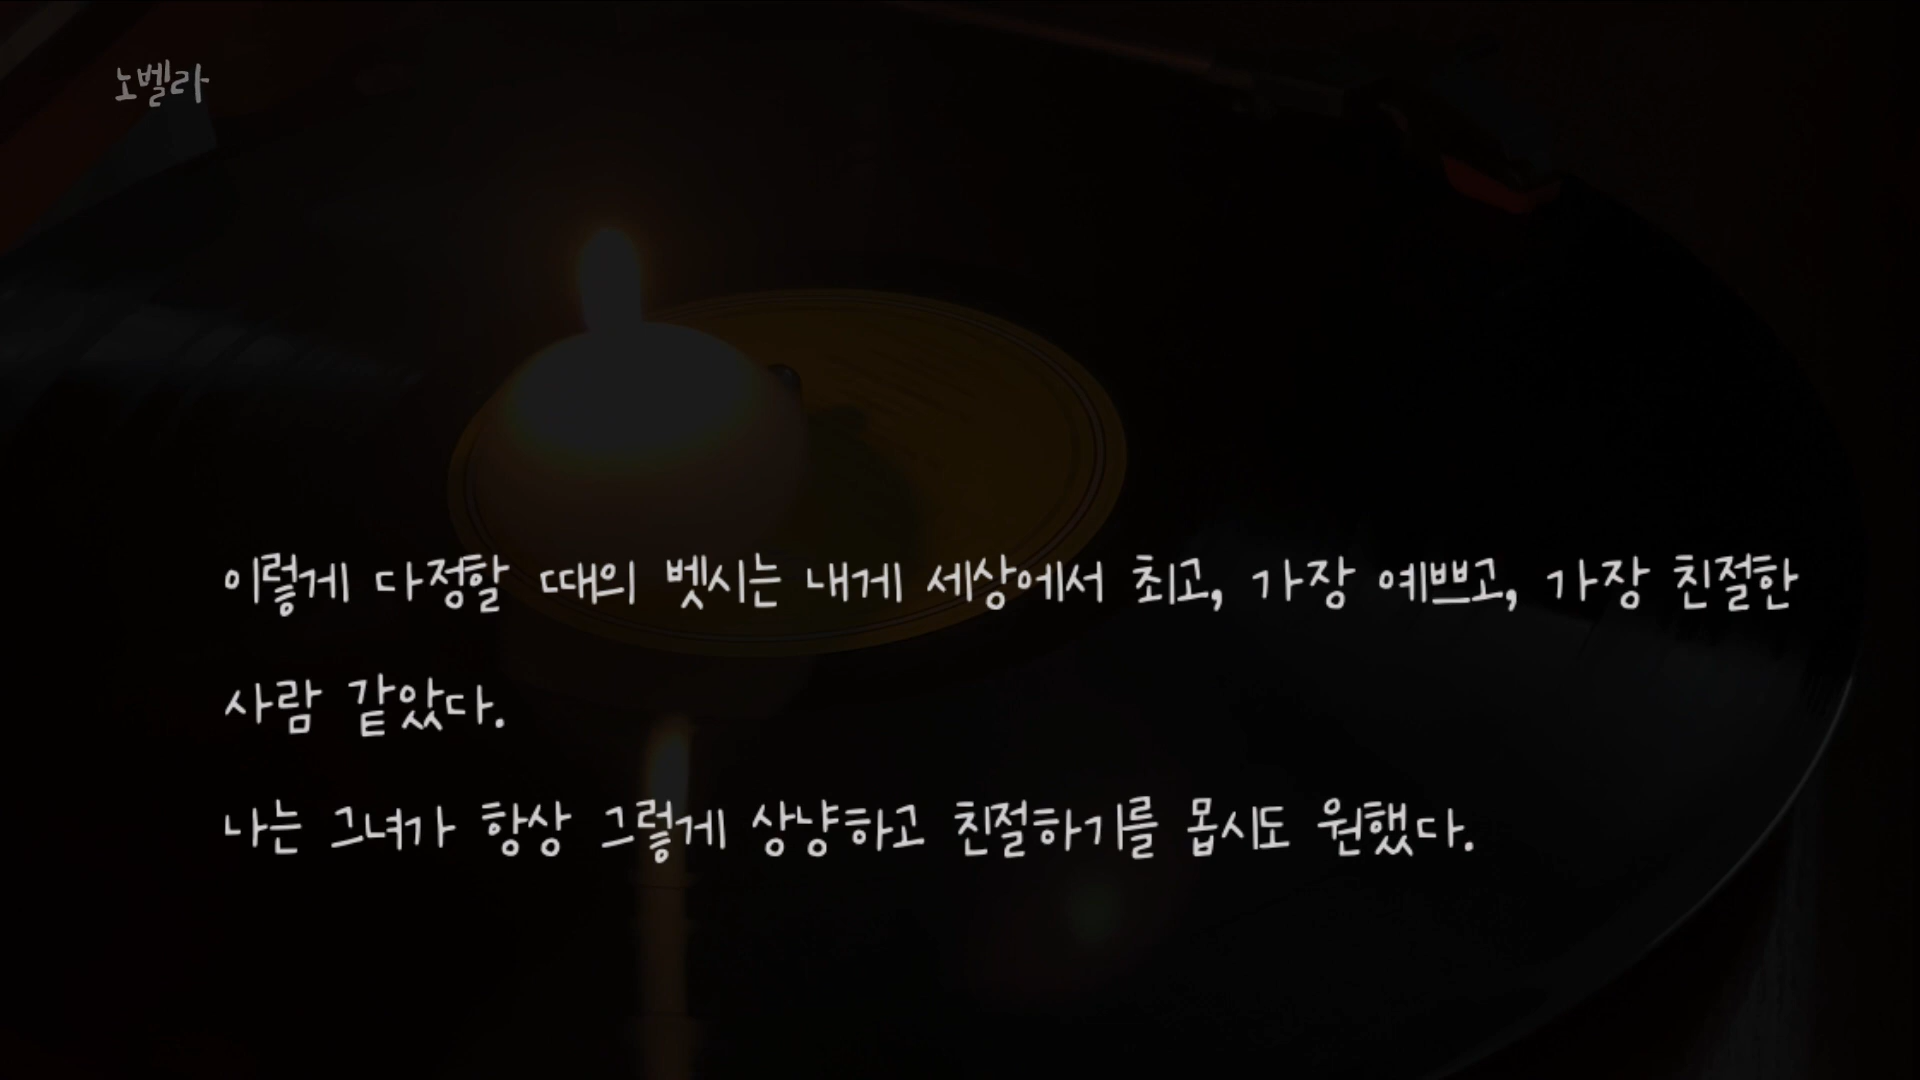 노벨라
이렇게 다정할 때의 벳시는 내게 세상에서 최고, 가장 예쁘고, 가장 친절한
사람 같았다.
나는 그녀가 항상 그렇게 상냥하고 친절하기를 몹시도 원했다.